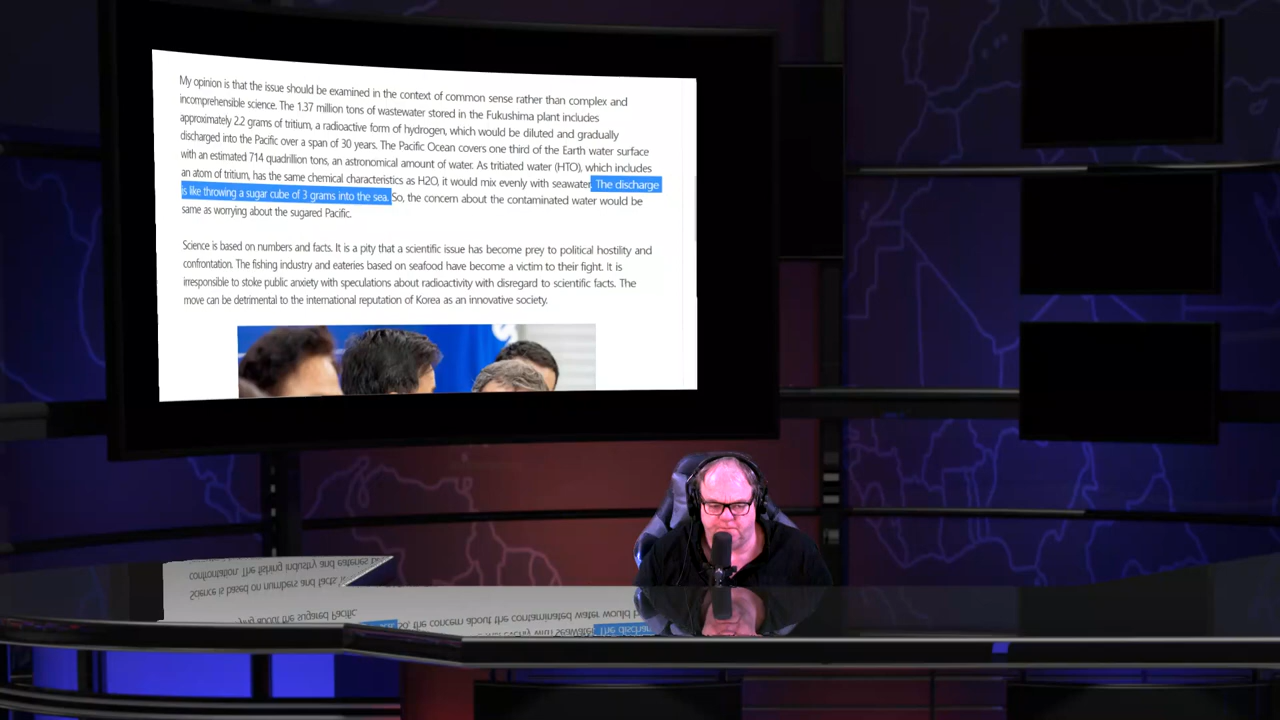 My opinion is that the issue should be examined in the context of common sense rather than complex and
incomprehensible science. The 1.37 million tons of wastewater stored in the Fukushima plant includes
approximately 2.2 grams of tritium, a radioactive form of hydrogen, which would be diluted and gradually
discharged into the Pacific over a span of 30 years. The Pacific Ocean covers one third of the Earth water surface
with an estimated 714 quadrillion tons, an astronomical amount of water. As tritiated water (HTO), which includes
an atom of tritium, has the same chemical characteristics as H2O, it would mix evenly with seawater. The discharge
is like throwing a sugar cube of 3 grams into the sea. So, the concern about the contaminated water would be
same as worrying about the sugared Pacific.
Science is based on numbers and facts. It is a pity that a scientific issue has become prey to political hostility and
confrontation. The fishing industry and eateries based on seafood have become a victim to their fight. It is
irresponsible to stoke public anxiety with speculations about radioactivity with disregard to scientific facts. The
move can be detrimental to the international reputation of Korea as an innovative society.